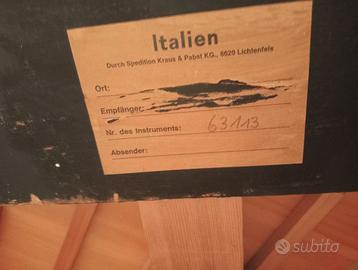 Italien
Durch Spedition Kraus & Pabst KG., 8620 Lichtenfels
Ort:
Empfänger:
Nr. des Instruments: 63113
Absender:
subito